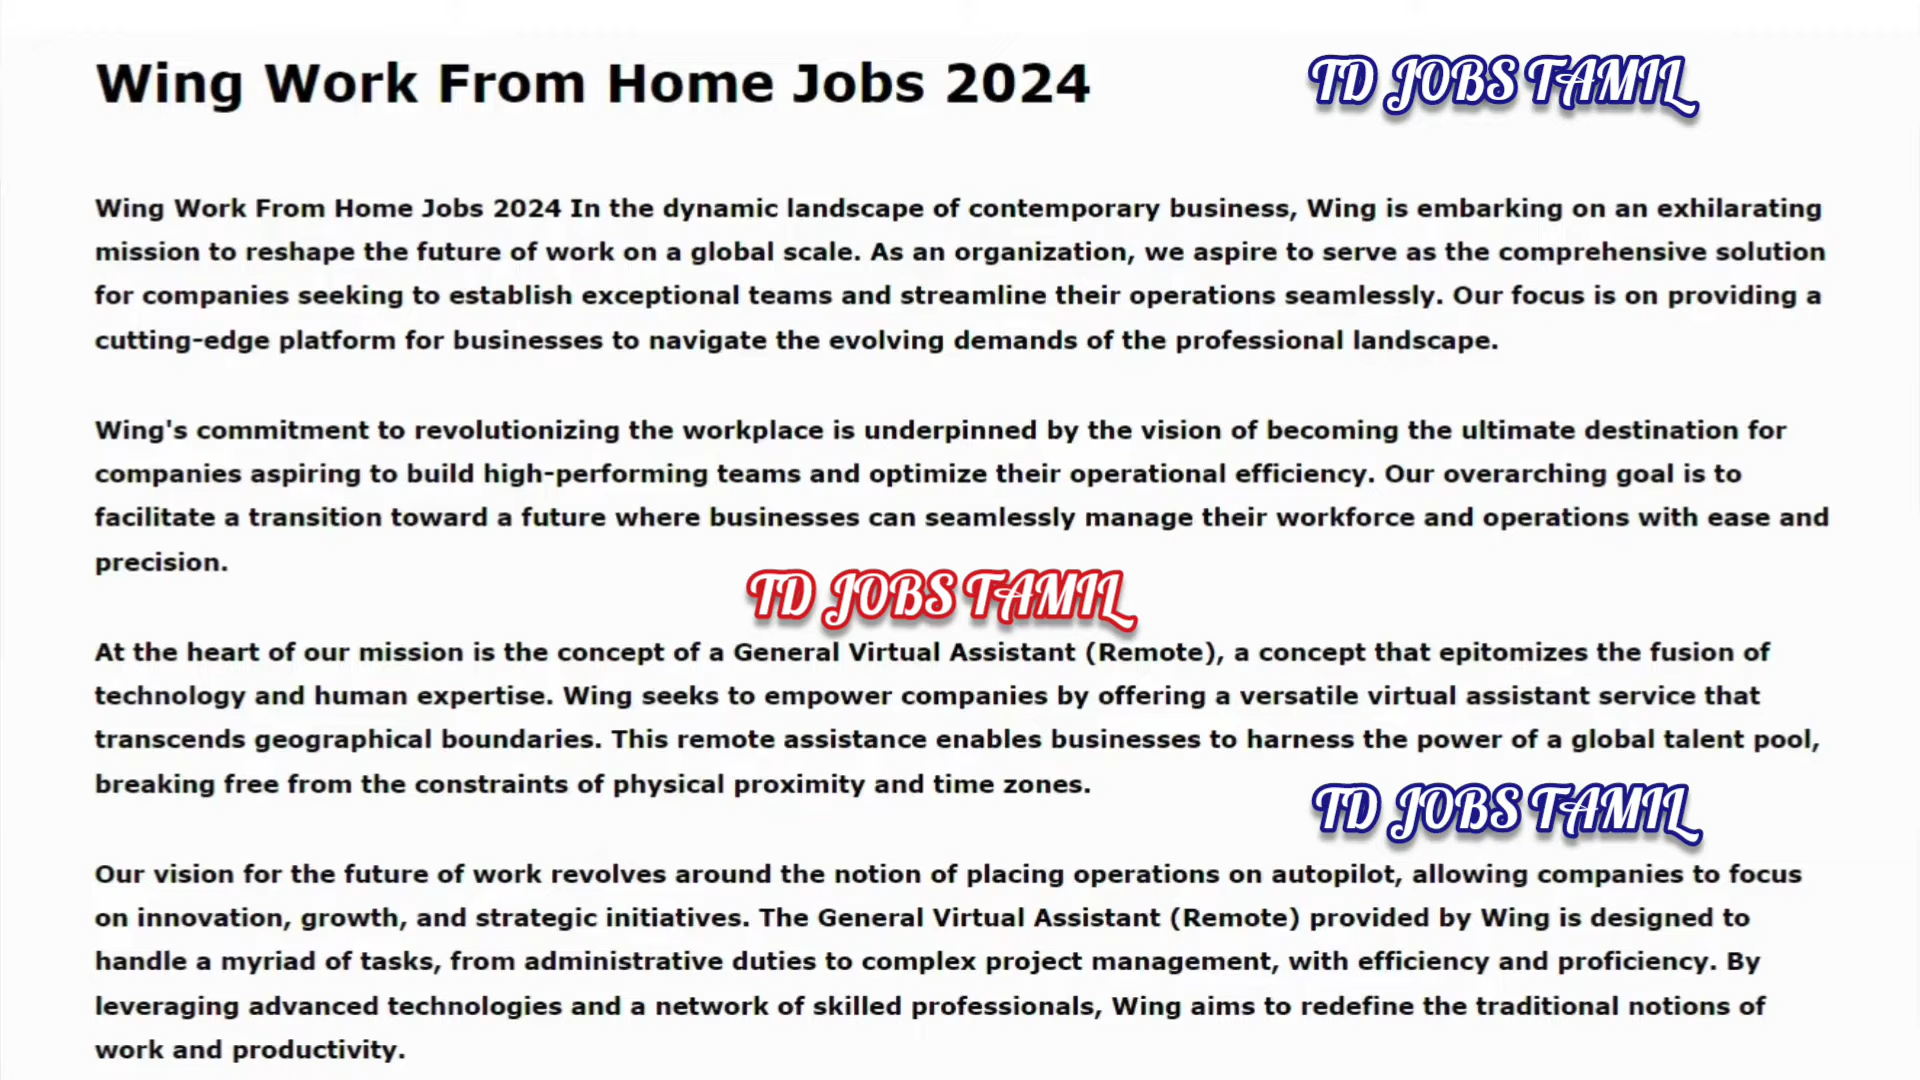 Wing Work From Home Jobs 2024
TD JOBS TAMIL
Wing Work From Home Jobs 2024 In the dynamic landscape of contemporary business, Wing is embarking on an exhilarating
mission to reshape the future of work on a global scale. As an organization, we aspire to serve as the comprehensive solution
for companies seeking to establish exceptional teams and streamline their operations seamlessly. Our focus is on providing a
cutting-edge platform for businesses to navigate the evolving demands of the professional landscape.
Wing's commitment to revolutionizing the workplace is underpinned by the vision of becoming the ultimate destination for
companies aspiring to build high-performing teams and optimize their operational efficiency. Our overarching goal is to
facilitate a transition toward a future where businesses can seamlessly manage their workforce and operations with ease and
precision.
TD JOBS TAMIL
At the heart of our mission is the concept of a General Virtual Assistant (Remote), a concept that epitomizes the fusion of
technology and human expertise. Wing seeks to empower companies by offering a versatile virtual assistant service that
transcends geographical boundaries. This remote assistance enables businesses to harness the power of a global talent pool,
breaking free from the constraints of physical proximity and time zones.
TD JOBS TAMIL
Our vision for the future of work revolves around the notion of placing operations on autopilot, allowing companies to focus
on innovation, growth, and strategic initiatives. The General Virtual Assistant (Remote) provided by Wing is designed to
handle a myriad of tasks, from administrative duties to complex project management, with efficiency and proficiency. By
leveraging advanced technologies and a network of skilled professionals, Wing aims to redefine the traditional notions of
work and productivity.